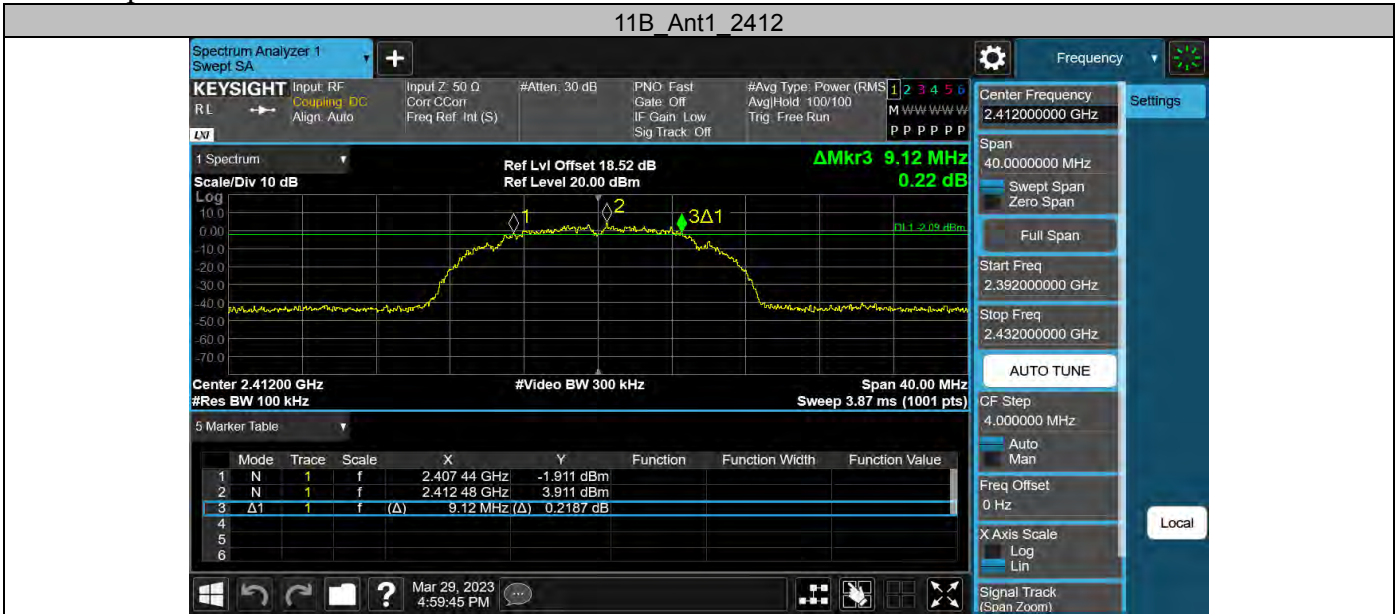 11B_Ant1_2412
Spectrum Analyzer 1
Swept SA
+
Frequency
KEYSIGHT
Input: RF
Input Z: 50 Ω
#Atten: 30 dB
PNO: Fast
#Avg Type: Power (RMS
1 2 3 4 5 6
RL
Coupling: DC
Corr CCorr
Gate: Off
Avg|Hold: 100/100
M W W W W W
Align: Auto
Freq Ref: Int (S)
IF Gain: Low
Trig: Free Run
LXI
Sig Track: Off
P P P P P P
Center Frequency
2.412000000 GHz
Settings
1 Spectrum
Ref Lvl Offset 18.52 dB
ΔMkr3 9.12 MHz
Scale/Div 10 dB
Ref Level 20.00 dBm
0.22 dB
Span
40.0000000 MHz
Swept Span
Zero Span
Log
10.0
0.00
-10.0
-20.0
-30.0
-40.0
-50.0
-60.0
-70.0
1
2
3Δ1
DL1 -2.09 dBm
Full Span
Start Freq
2.392000000 GHz
Stop Freq
2.432000000 GHz
AUTO TUNE
Center 2.41200 GHz
#Video BW 300 kHz
Span 40.00 MHz
#Res BW 100 kHz
Sweep 3.87 ms (1001 pts)
CF Step
4.000000 MHz
Auto
Man
5 Marker Table
Mode Trace Scale X Y Function Function Width Function Value
1 N 1 f 2.407 44 GHz -1.911 dBm
2 N 1 f 2.412 48 GHz 3.911 dBm
3 Δ1 1 f (Δ) 9.12 MHz (Δ) 0.2187 dB
4
5
6
Freq Offset
0 Hz
Local
X Axis Scale
Log
Lin
?
Mar 29, 2023
4:59:45 PM
Signal Track
(Span Zoom)